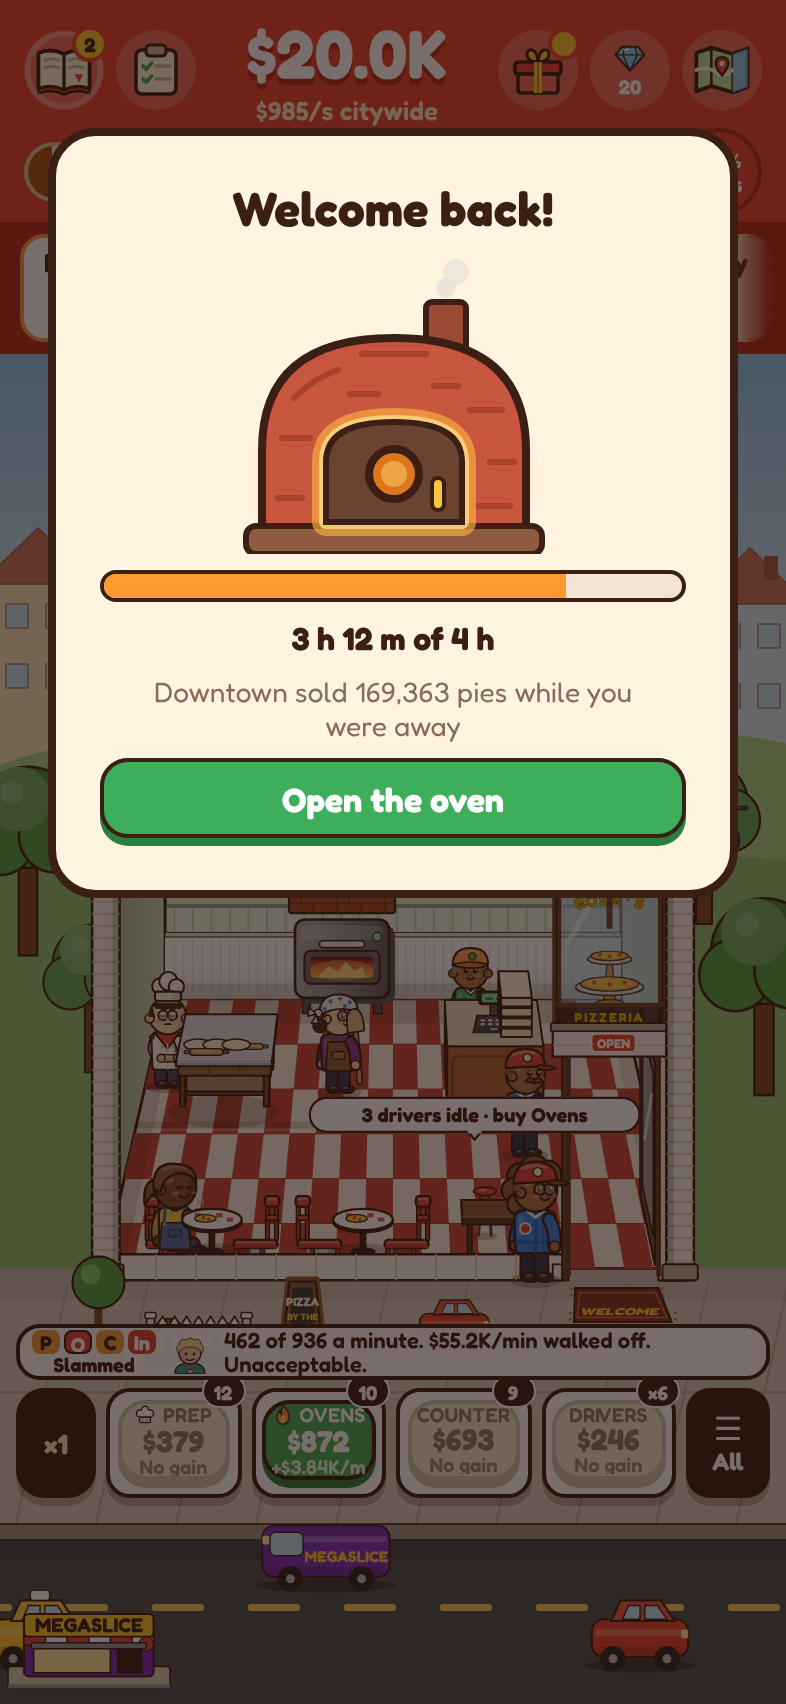 2
$20.0K
$985/s citywide
20
Welcome back!
3 h 12 m of 4 h
Downtown sold 169,363 pies while you
were away
Open the oven
ROSA'S
PIZZERIA
OPEN
3 drivers idle · buy Ovens
PIZZA
BY THE
WELCOME
P O C In
Slammed
462 of 936 a minute. $55.2K/min walked off.
Unacceptable.
12 10 9 x6
x1
PREP
$379
No gain
OVENS
$872
+$3.84K/m
COUNTER
$693
No gain
DRIVERS
$246
No gain
All
MEGASLICE
MEGASLICE